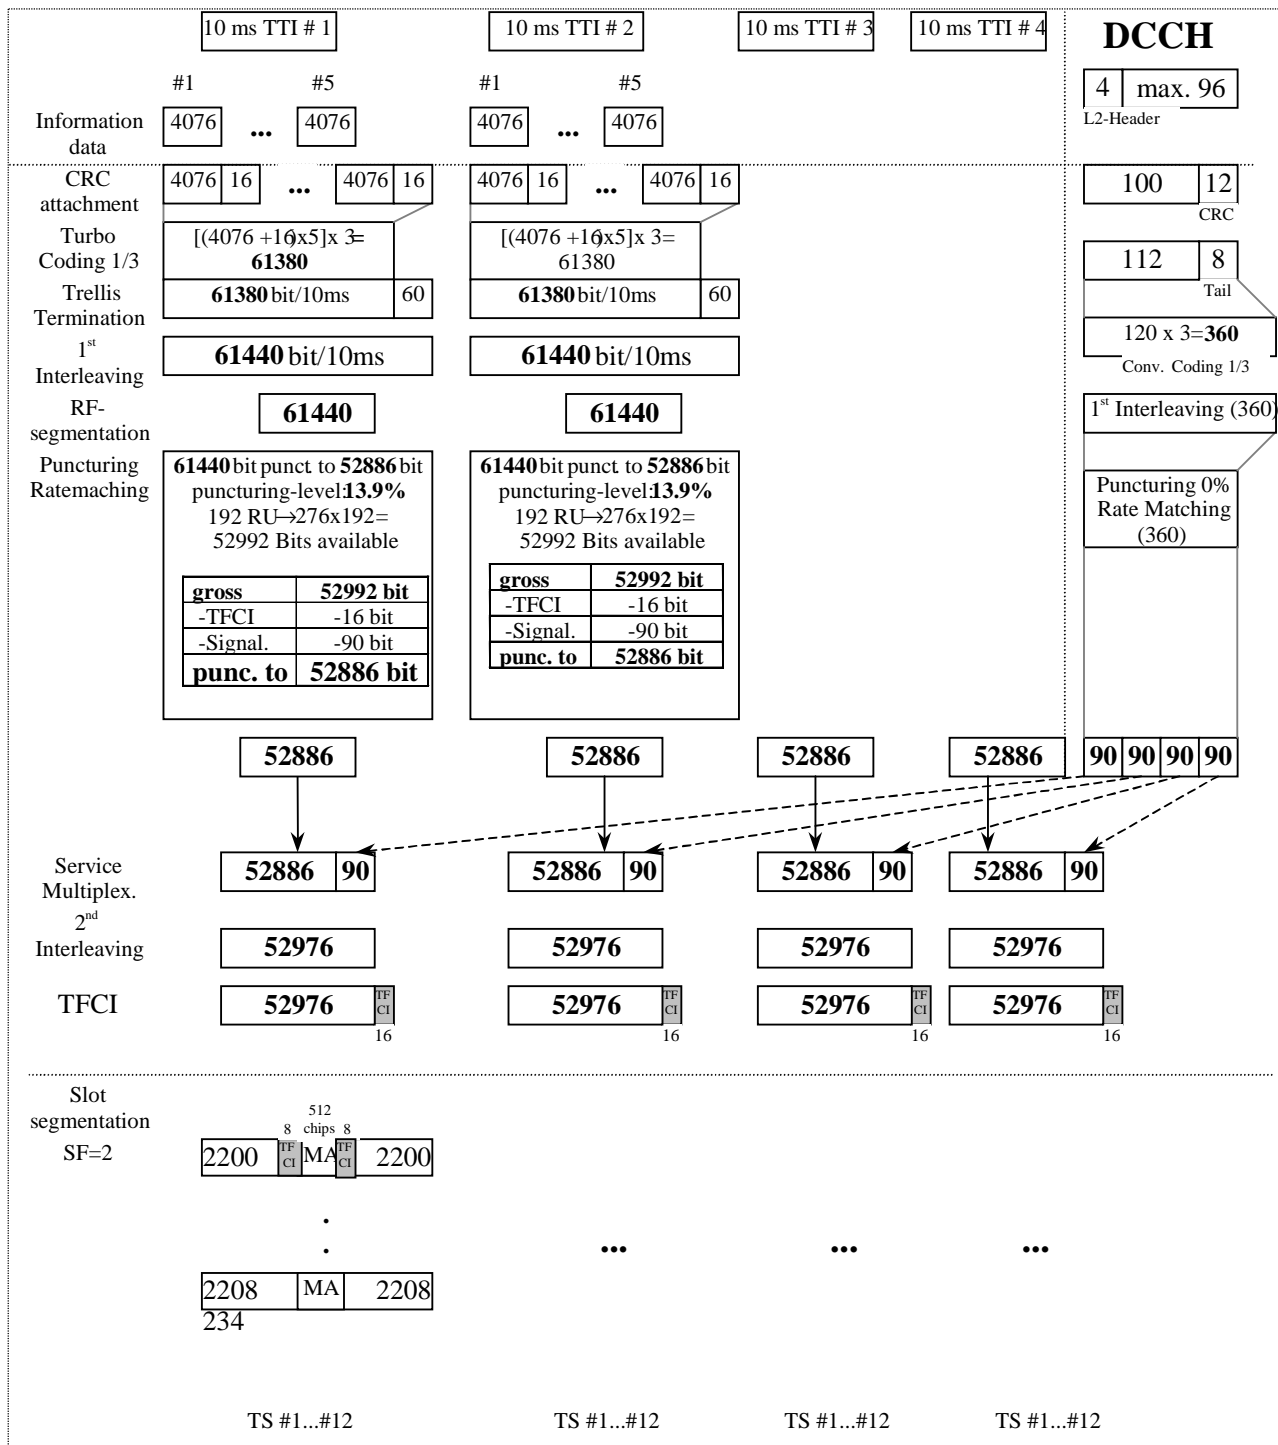 10 ms TTI # 1
10 ms TTI # 2
10 ms TTI # 3
10 ms TTI # 4
DCCH
#1
#5
#1
#5
4
max. 96
L2-Header
Information
data
4076
...
4076
4076
...
4076
CRC
attachment
4076
16
...
4076
16
4076
16
...
4076
16
100
12
CRC
Turbo
Coding 1/3
[(4076 +16)x5]x 3=
61380
[(4076 +16)x5]x 3=
61380
112
8
Tail
Trellis
Termination
61380 bit/10ms
60
61380 bit/10ms
60
120 x 3=360
Conv. Coding 1/3
1st
Interleaving
61440 bit/10ms
61440 bit/10ms
RF-
segmentation
61440
61440
1st Interleaving (360)
Puncturing
Ratemaching
61440 bit punct. to 52886 bit
puncturing-level:13.9%
192 RU→276x192=
52992 Bits available
gross 52992 bit
-TFCI -16 bit
-Signal. -90 bit
punc. to 52886 bit
61440 bit punct. to 52886 bit
puncturing-level:13.9%
192 RU→276x192=
52992 Bits available
gross 52992 bit
-TFCI -16 bit
-Signal. -90 bit
punc. to 52886 bit
Puncturing 0%
Rate Matching
(360)
52886
52886
52886
52886
90 90 90 90
Service
Multiplex.
52886 90
52886 90
52886 90
52886 90
2nd
Interleaving
52976
52976
52976
52976
TFCI
52976
TF
CI
16
52976
TF
CI
16
52976
TF
CI
16
52976
TF
CI
16
Slot
segmentation
SF=2
512
chips
8
8
2200
TF
CI
MA
TF
CI
2200
.
.
...
...
...
2208
MA
2208
234
TS #1...#12
TS #1...#12
TS #1...#12
TS #1...#12